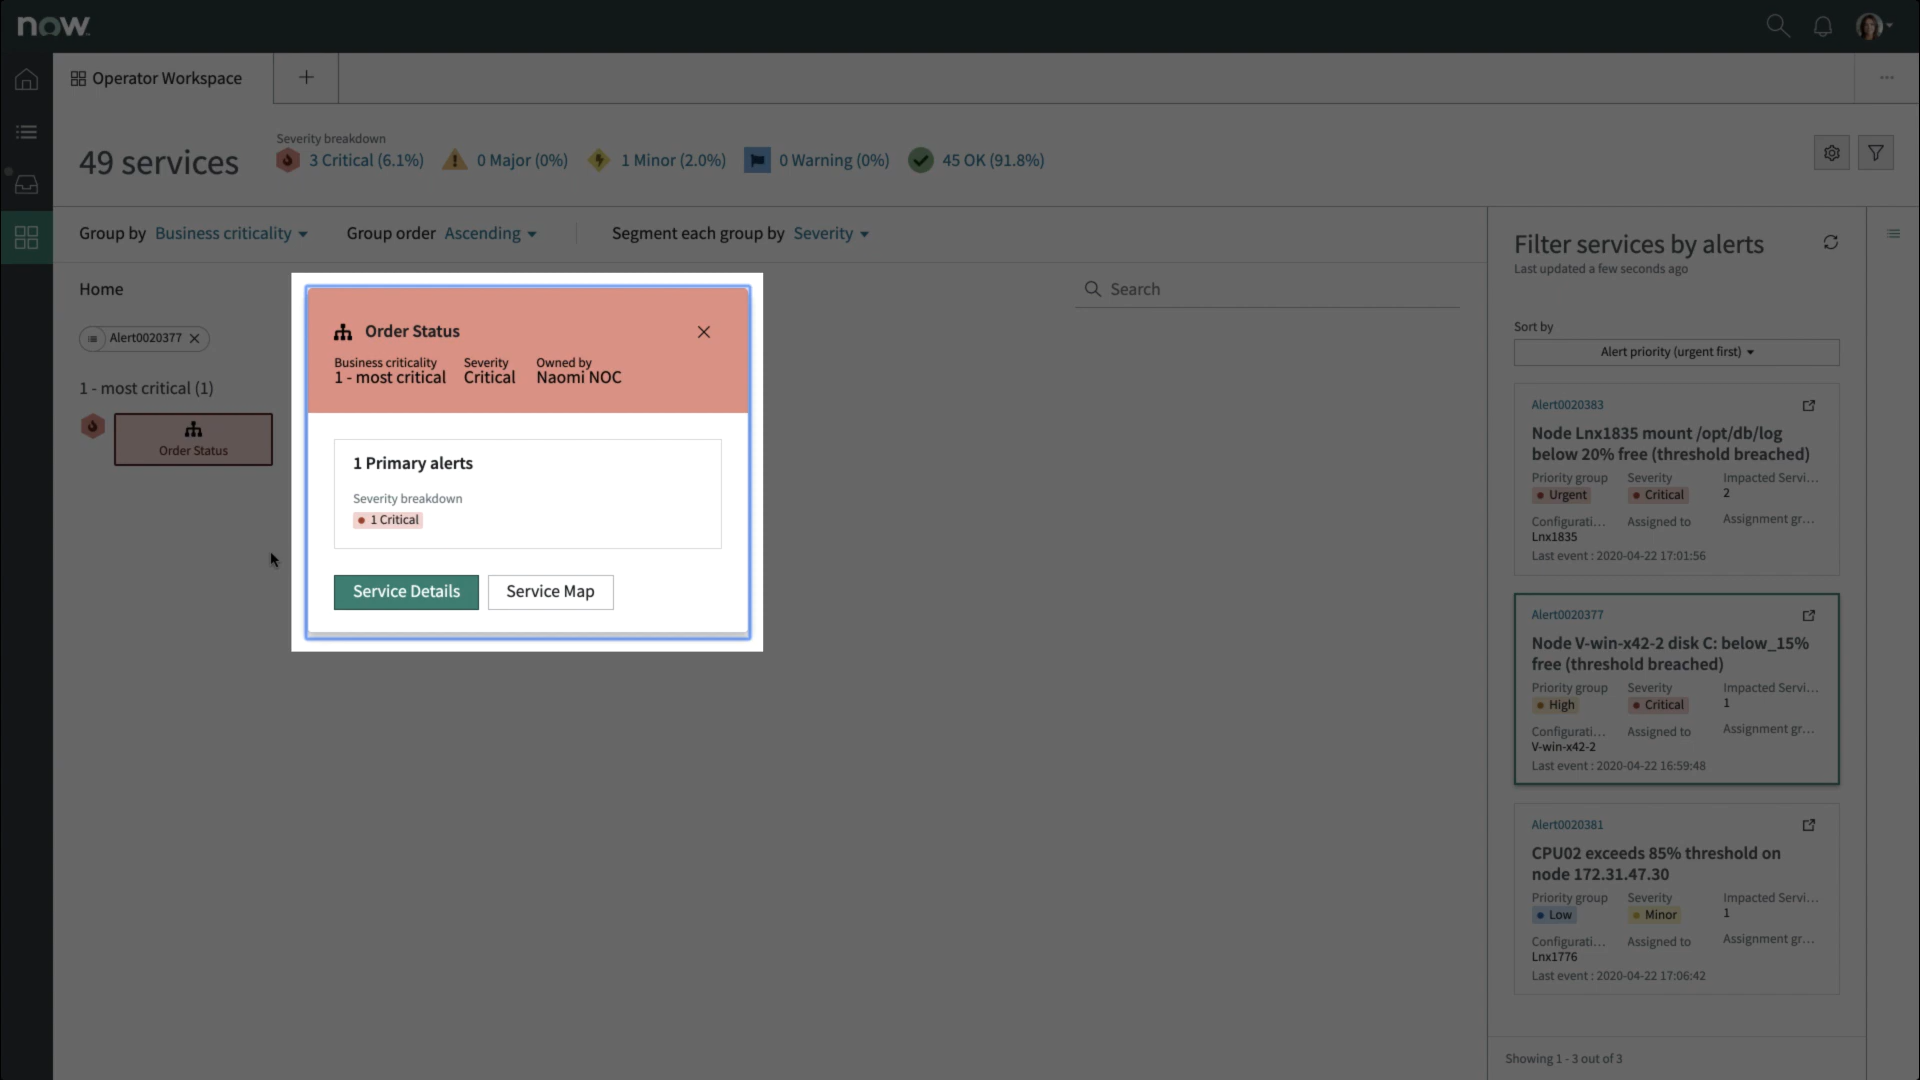 now.
Operator Workspace
49 services
Severity breakdown
3 Critical (6.1%)
0 Major (0%)
1 Minor (2.0%)
0 Warning (0%)
45 OK (91.8%)
Group by Business criticality
Group order Ascending
Segment each group by Severity
Home
Search
Alert0020377
1 - most critical (1)
Order Status
Order Status
Business criticality
1 - most critical
Severity
Critical
Owned by
Naomi NOC
1 Primary alerts
Severity breakdown
1 Critical
Service Details
Service Map
Filter services by alerts
Last updated a few seconds ago
Sort by
Alert priority (urgent first)
Alert0020383
Node Lnx1835 mount /opt/db/log
below 20% free (threshold breached)
Priority group
Urgent
Severity
Critical
Impacted Servi...
2
Configurati...
Lnx1835
Assigned to
Assignment gr...
Last event : 2020-04-22 17:01:56
Alert0020377
Node V-win-x42-2 disk C: below_15%
free (threshold breached)
Priority group
High
Severity
Critical
Impacted Servi...
1
Configurati...
V-win-x42-2
Assigned to
Assignment gr...
Last event : 2020-04-22 16:59:48
Alert0020381
CPU02 exceeds 85% threshold on
node 172.31.47.30
Priority group
Low
Severity
Minor
Impacted Servi...
1
Configurati...
Lnx1776
Assigned to
Assignment gr...
Last event : 2020-04-22 17:06:42
Showing 1 - 3 out of 3